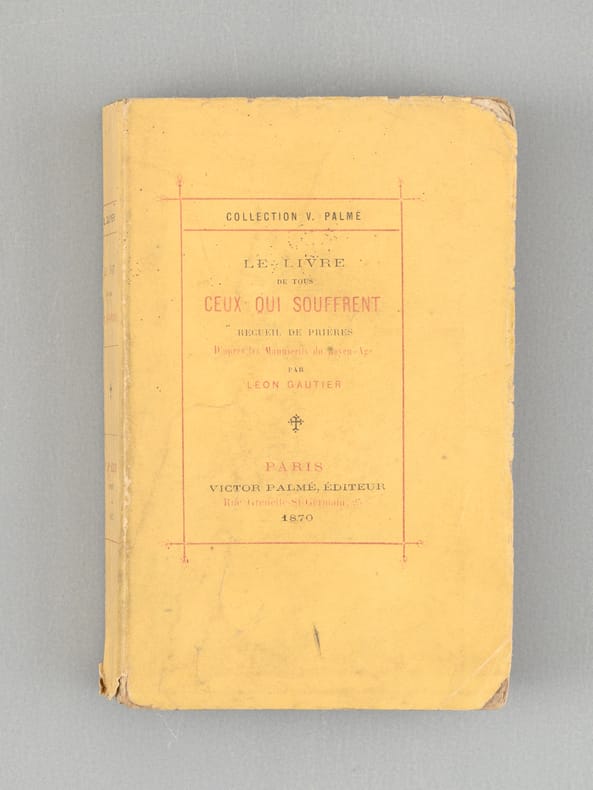 COLLECTION V. PALMÉ
LE LIVRE
DE TOUS
CEUX QUI SOUFFRENT
RECUEIL DE PRIÈRES
D'après les Manuscrits du Moyen-Age
PAR
LÉON GAUTIER
PARIS
VICTOR PALMÉ, ÉDITEUR
Rue Grenelle-St-Germain, 25
1870